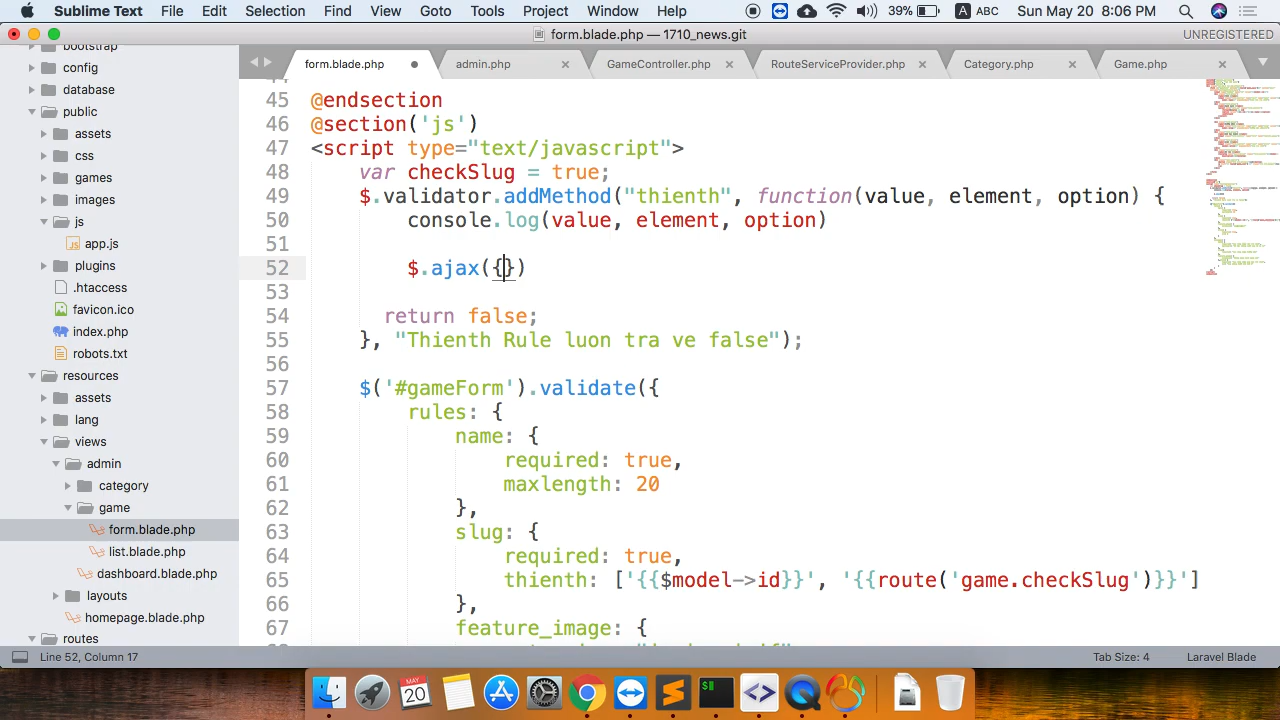 Sublime Text File Edit Selection Find View Goto Tools Project Window Help 39% A ABC Sun May 20 8:06 PM
form.blade.php — 1710_news.git UNREGISTERED
form.blade.php admin.php GameController.php RouteServiceProvider.php Category.php Game.php
bootstrap
config
database
public
assets
css
games
images
js
app.js
plugins
.htaccess
favicon.ico
index.php
robots.txt
resources
assets
lang
views
admin
category
game
form.blade.php
list.blade.php
dashboard.blade.php
layouts
homepage.blade.php
routes
45 @endsection
46 @section('js')
47 <script type="text/javascript">
48 var checkSlug = true;
49 $.validator.addMethod("thienth", function(value, element, option) {
50 console.log(value, element, option)
51
52 $.ajax({})
53
54 return false;
55 }, "Thienth Rule luon tra ve false");
56
57 $('#gameForm').validate({
58 rules: {
59 name: {
60 required: true,
61 maxlength: 20
62 },
63 slug: {
64 required: true,
65 thienth: ['{{$model->id}}', '{{route('game.checkSlug')}}']
66 },
67 feature_image: {
Line 52, Column 17 Tab Size: 4 Laravel Blade
MAY
20